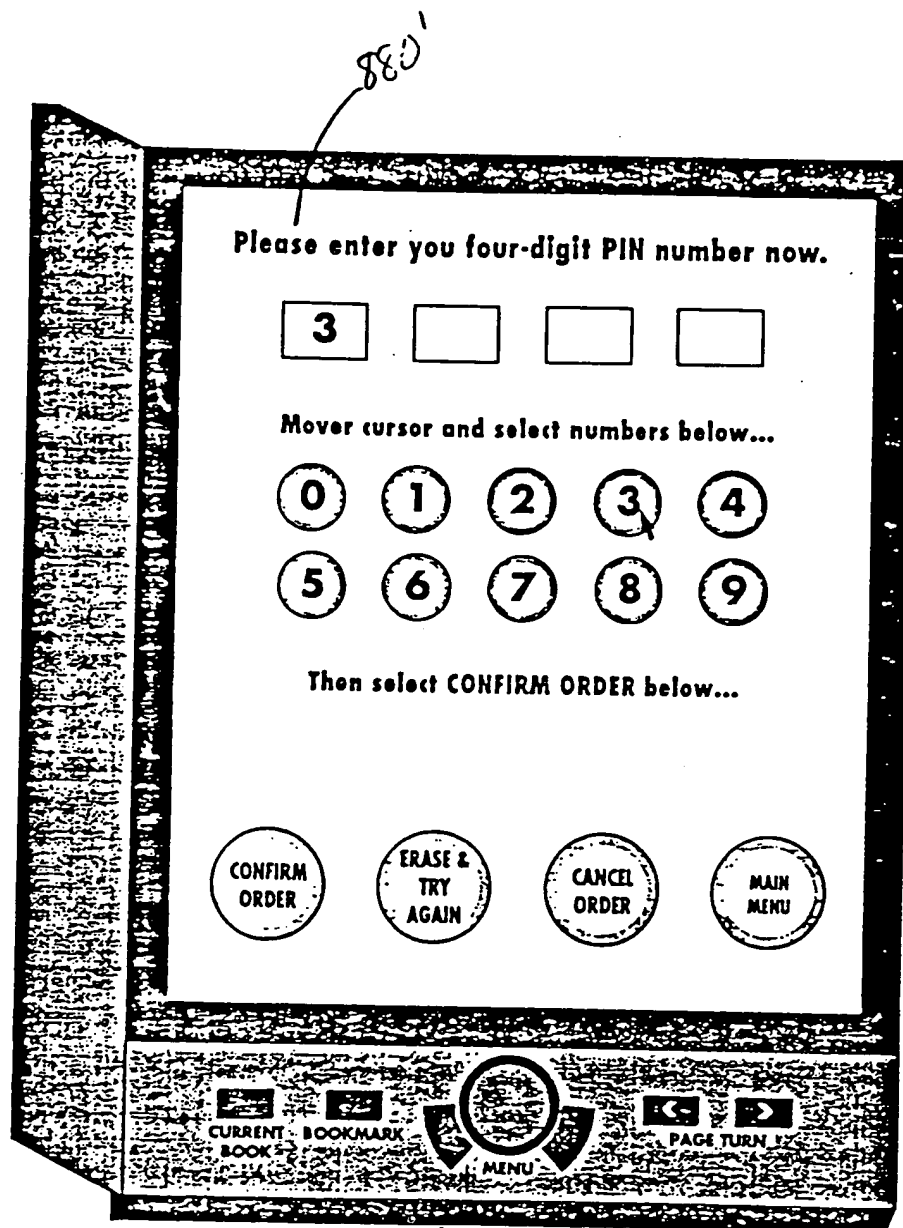 880'
Please enter you four-digit PIN number now.
3
Mover cursor and select numbers below...
0 1 2 3 4
5 6 7 8 9
Then select CONFIRM ORDER below...
CONFIRM
ORDER
ERASE &
TRY
AGAIN
CANCEL
ORDER
MAIN
MENU
CURRENT
BOOK
BOOKMARK
MENU
< >
PAGE TURN